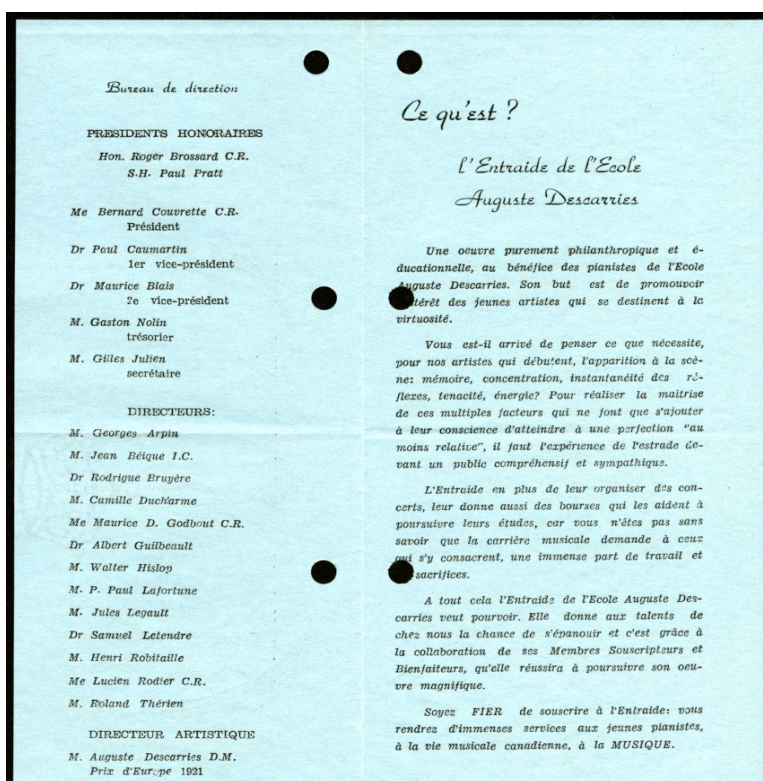 Bureau de direction
PRESIDENTS HONORAIRES
Hon. Roger Brossard C.R.
S.H. Paul Pratt
Me Bernard Couvrette C.R.
Président
Dr Paul Caumartin
1er vice-président
Dr Maurice Blais
2e vice-président
M. Gaston Nolin
trésorier
M. Gilles Julien
secrétaire
DIRECTEURS:
M. Georges Arpin
M. Jean Béique I.C.
Dr Rodrigue Bruyère
M. Camille Ducharme
Me Maurice D. Godbout C.R.
Dr Albert Guilbeault
M. Walter Hislop
M. P. Paul Lafortune
M. Jules Legault
Dr Samuel Letendre
M. Henri Robitaille
Me Lucien Rodier C.R.
M. Roland Thérien
DIRECTEUR ARTISTIQUE
M. Auguste Descarries D.M.
Prix d'Europe 1921
Ce qu'est ?
l'Entraide de l'Ecole
Auguste Descarries
Une oeuvre purement philanthropique et é-
ducationnelle, au bénéfice des pianistes de l'Ecole
Auguste Descarries. Son but est de promouvoir
des jeunes artistes qui se destinent à la
virtuosité.
Vous est-il arrivé de penser ce que nécessite,
pour nos artistes qui débutent, l'apparition à la scè-
ne: mémoire, concentration, instantanéité des ré-
flexes, tenacité, énergie? Pour réaliser la maitrise
de ces multiples facteurs qui ne font que s'ajouter
à leur conscience d'atteindre à une perfection "au
moins relative", il faut l'expérience de l'estrade de-
vant un public compréhensif et sympathique.
L'Entraide en plus de leur organiser des con-
certs, leur donne aussi des bourses qui les aident à
poursuivre leurs études, car vous n'êtes pas sans
savoir que la carrière musicale demande à ceux
qui s'y consacrent, une immense part de travail et
sacrifices.
A tout cela l'Entraide de l'Ecole Auguste Des-
carries veut pourvoir. Elle donne aux talents de
chez nous la chance de s'épanouir et c'est grâce à
la collaboration de ses Membres Souscripteurs et
Bienfaiteurs, qu'elle réussira à poursuivre son oeu-
vre magnifique.
Soyez FIER de souscrire à l'Entraide: vous
rendrez d'immenses services aux jeunes pianistes,
à la vie musicale canadienne, à la MUSIQUE.